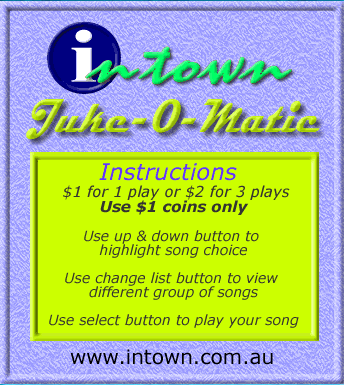 intown
Juke-O-Matic
Instructions
$1 for 1 play or $2 for 3 plays
Use $1 coins only
Use up & down button to
highlight song choice
Use change list button to view
different group of songs
Use select button to play your song
www.intown.com.au